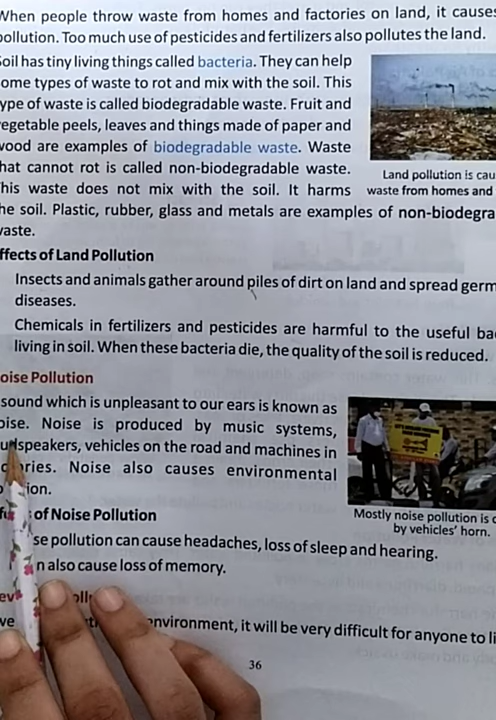 When people throw waste from homes and factories on land, it causes
pollution. Too much use of pesticides and fertilizers also pollutes the land.
Soil has tiny living things called bacteria. They can help
some types of waste to rot and mix with the soil. This
type of waste is called biodegradable waste. Fruit and
vegetable peels, leaves and things made of paper and
wood are examples of biodegradable waste. Waste
that cannot rot is called non-biodegradable waste.
This waste does not mix with the soil. It harms
the soil. Plastic, rubber, glass and metals are examples of non-biodegra
waste.
Land pollution is cau
waste from homes and
ffects of Land Pollution
Insects and animals gather around piles of dirt on land and spread germ
diseases.
Chemicals in fertilizers and pesticides are harmful to the useful ba
living in soil. When these bacteria die, the quality of the soil is reduced.
oise Pollution
sound which is unpleasant to our ears is known as
oise. Noise is produced by music systems,
udspeakers, vehicles on the road and machines in
ries. Noise also causes environmental
ion.
Mostly noise pollution is c
by vehicles' horn.
of Noise Pollution
se pollution can cause headaches, loss of sleep and hearing.
n also cause loss of memory.
environment, it will be very difficult for anyone to li
36